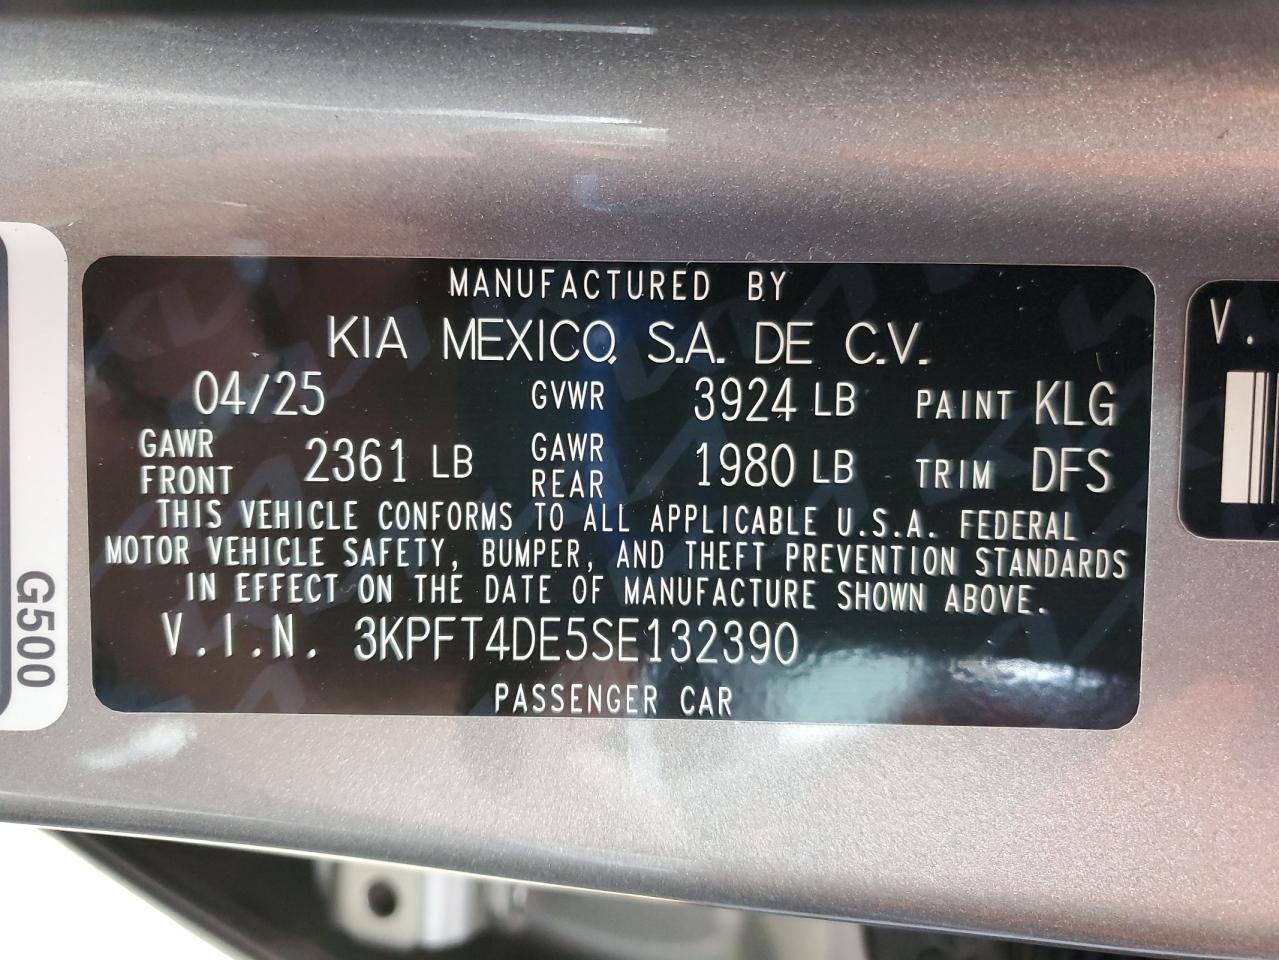 MANUFACTURED BY
KIA MEXICO, S.A. DE C.V.
04/25 GVWR 3924 LB PAINT KLG
GAWR FRONT 2361 LB GAWR REAR 1980 LB TRIM DFS
THIS VEHICLE CONFORMS TO ALL APPLICABLE U.S.A. FEDERAL
MOTOR VEHICLE SAFETY, BUMPER, AND THEFT PREVENTION STANDARDS
IN EFFECT ON THE DATE OF MANUFACTURE SHOWN ABOVE.
V.I.N. 3KPFT4DE5SE132390
PASSENGER CAR
G500
V.